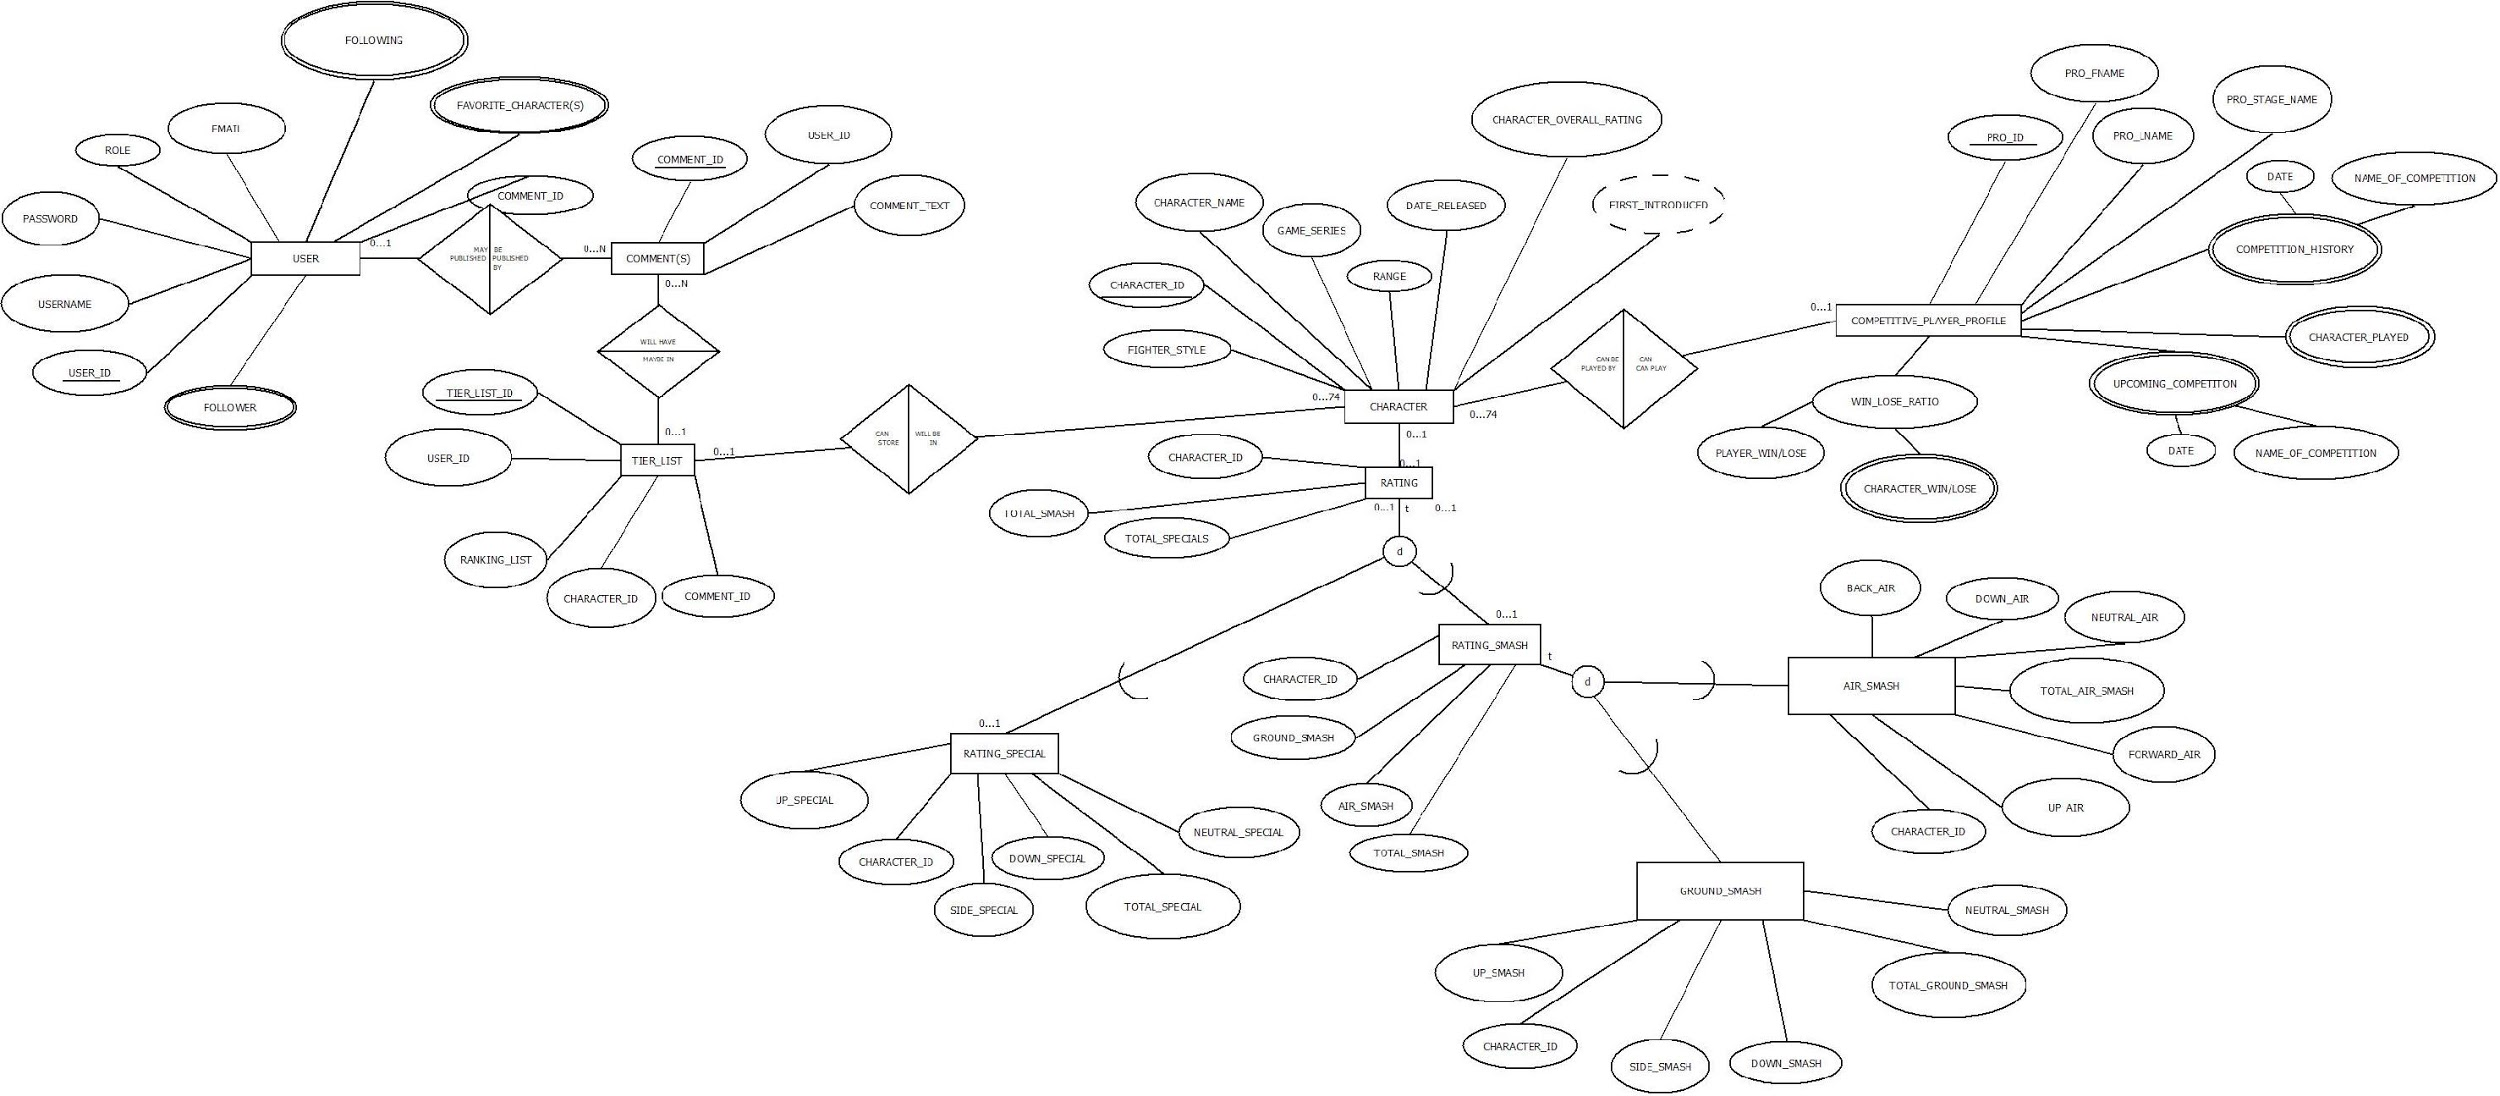 FOLLOWING
FAVORITE_CHARACTER(S)
EMAIL
ROLE
PASSWORD
COMMENT_ID
USER
0...1
MAY BE
PUBLISHED PUBLISHED
BY
0...N
USERNAME
USER_ID
FOLLOWER
COMMENT_ID
USER_ID
COMMENT_TEXT
COMMENT(S)
0...N
WILL HAVE
MAYBE IN
0...1
TIER_LIST_ID
USER_ID
TIER_LIST
0...1
RANKING_LIST
CHARACTER_ID
COMMENT_ID
CAN
STORE
WILL BE
IN
CHARACTER_OVERALL_RATING
CHARACTER_NAME
GAME_SERIES
DATE_RELEASED
FIRST_INTRODUCED
RANGE
CHARACTER_ID
FIGHTER_STYLE
0...74
CHARACTER
0...74
CAN BE
PLAYED BY
CAN
CAN PLAY
0...1
PRO_FNAME
PRO_STAGE_NAME
PRO_ID
PRO_LNAME
DATE
NAME_OF_COMPETITION
COMPETITION_HISTORY
COMPETITIVE_PLAYER_PROFILE
CHARACTER_PLAYED
UPCOMING_COMPETITON
WIN_LOSE_RATIO
PLAYER_WIN/LOSE
CHARACTER_WIN/LOSE
DATE
NAME_OF_COMPETITION
0...1
CHARACTER_ID
0...1
RATING
TOTAL_SMASH
TOTAL_SPECIALS
0...1
t
0...1
d
0...1
RATING_SMASH
t
CHARACTER_ID
GROUND_SMASH
AIR_SMASH
TOTAL_SMASH
d
0...1
RATING_SPECIAL
UP_SPECIAL
CHARACTER_ID
SIDE_SPECIAL
DOWN_SPECIAL
TOTAL_SPECIAL
NEUTRAL_SPECIAL
BACK_AIR
DOWN_AIR
NEUTRAL_AIR
AIR_SMASH
TOTAL_AIR_SMASH
FORWARD_AIR
UP AIR
CHARACTER_ID
GROUND_SMASH
NEUTRAL_SMASH
UP_SMASH
TOTAL_GROUND_SMASH
CHARACTER_ID
SIDE_SMASH
DOWN_SMASH